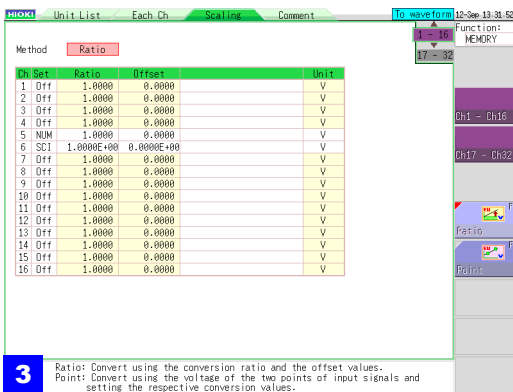 HIOKI Unit List Each Ch Scaling Comment To waveform 12-Sep 13:31:52
1 - 16 Function:
MEMORY
Method Ratio
17 - 32
Ch Set Ratio Offset Unit
1 Off 1.0000 0.0000 V
2 Off 1.0000 0.0000 V
3 Off 1.0000 0.0000 V
4 Off 1.0000 0.0000 V
5 NUM 1.0000 0.0000 V
6 SCI 1.0000E+00 0.0000E+00 V
7 Off 1.0000 0.0000 V
8 Off 1.0000 0.0000 V
9 Off 1.0000 0.0000 V
10 Off 1.0000 0.0000 V
11 Off 1.0000 0.0000 V
12 Off 1.0000 0.0000 V
13 Off 1.0000 0.0000 V
14 Off 1.0000 0.0000 V
15 Off 1.0000 0.0000 V
16 Off 1.0000 0.0000 V
Ch1 - Ch16
Ch17 - Ch32
EU
V
Ratio
EU
V
Point
3
Ratio: Convert using the conversion ratio and the offset values.
Point: Convert using the voltage of the two points of input signals and
setting the respective conversion values.